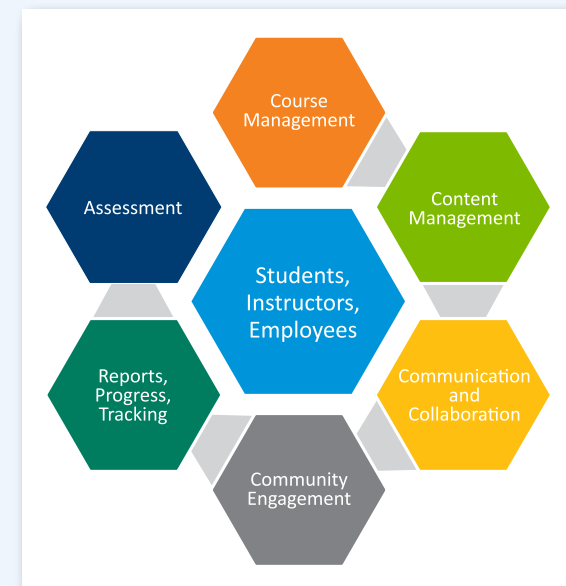 Course
Management
Content
Management
Communication
and
Collaboration
Community
Engagement
Reports,
Progress,
Tracking
Assessment
Students,
Instructors,
Employees